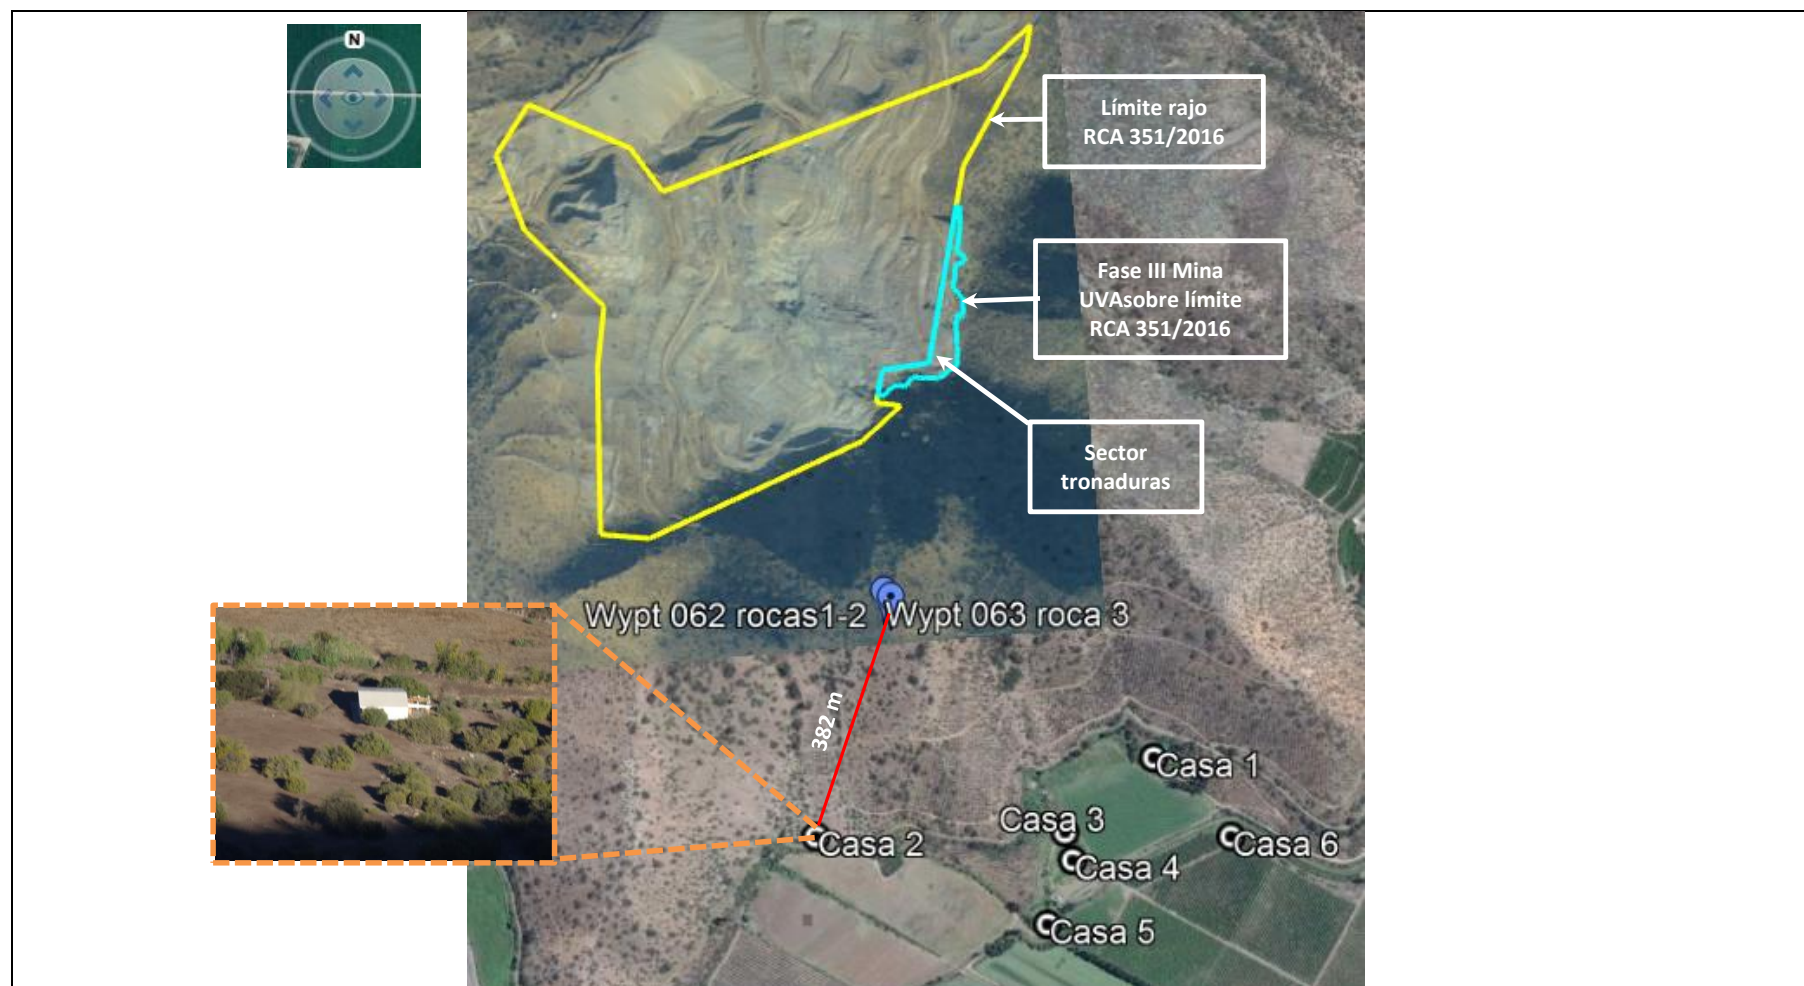 N
Límite rajo
RCA 351/2016
Fase III Mina
UVAsobre límite
RCA 351/2016
Sector
tronaduras
Wypt 062 rocas1-2
Wypt 063 roca 3
382 m
Casa 1
Casa 2
Casa 3
Casa 6
Casa 4
Casa 5